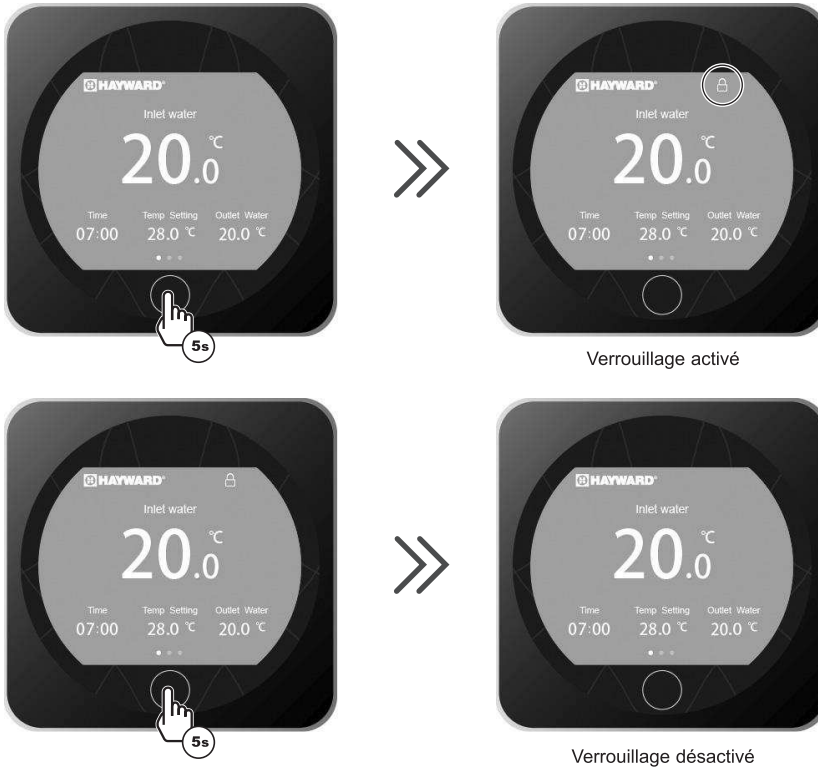 HAYWARD®
Inlet water
20.0 °C
Time Temp Setting Outlet Water
07:00 28.0 °C 20.0 °C
5s
HAYWARD®
Inlet water
20.0 °C
Time Temp Setting Outlet Water
07:00 28.0 °C 20.0 °C
Verrouillage activé
HAYWARD®
Inlet water
20.0 °C
Time Temp Setting Outlet Water
07:00 28.0 °C 20.0 °C
5s
HAYWARD®
Inlet water
20.0 °C
Time Temp Setting Outlet Water
07:00 28.0 °C 20.0 °C
Verrouillage désactivé